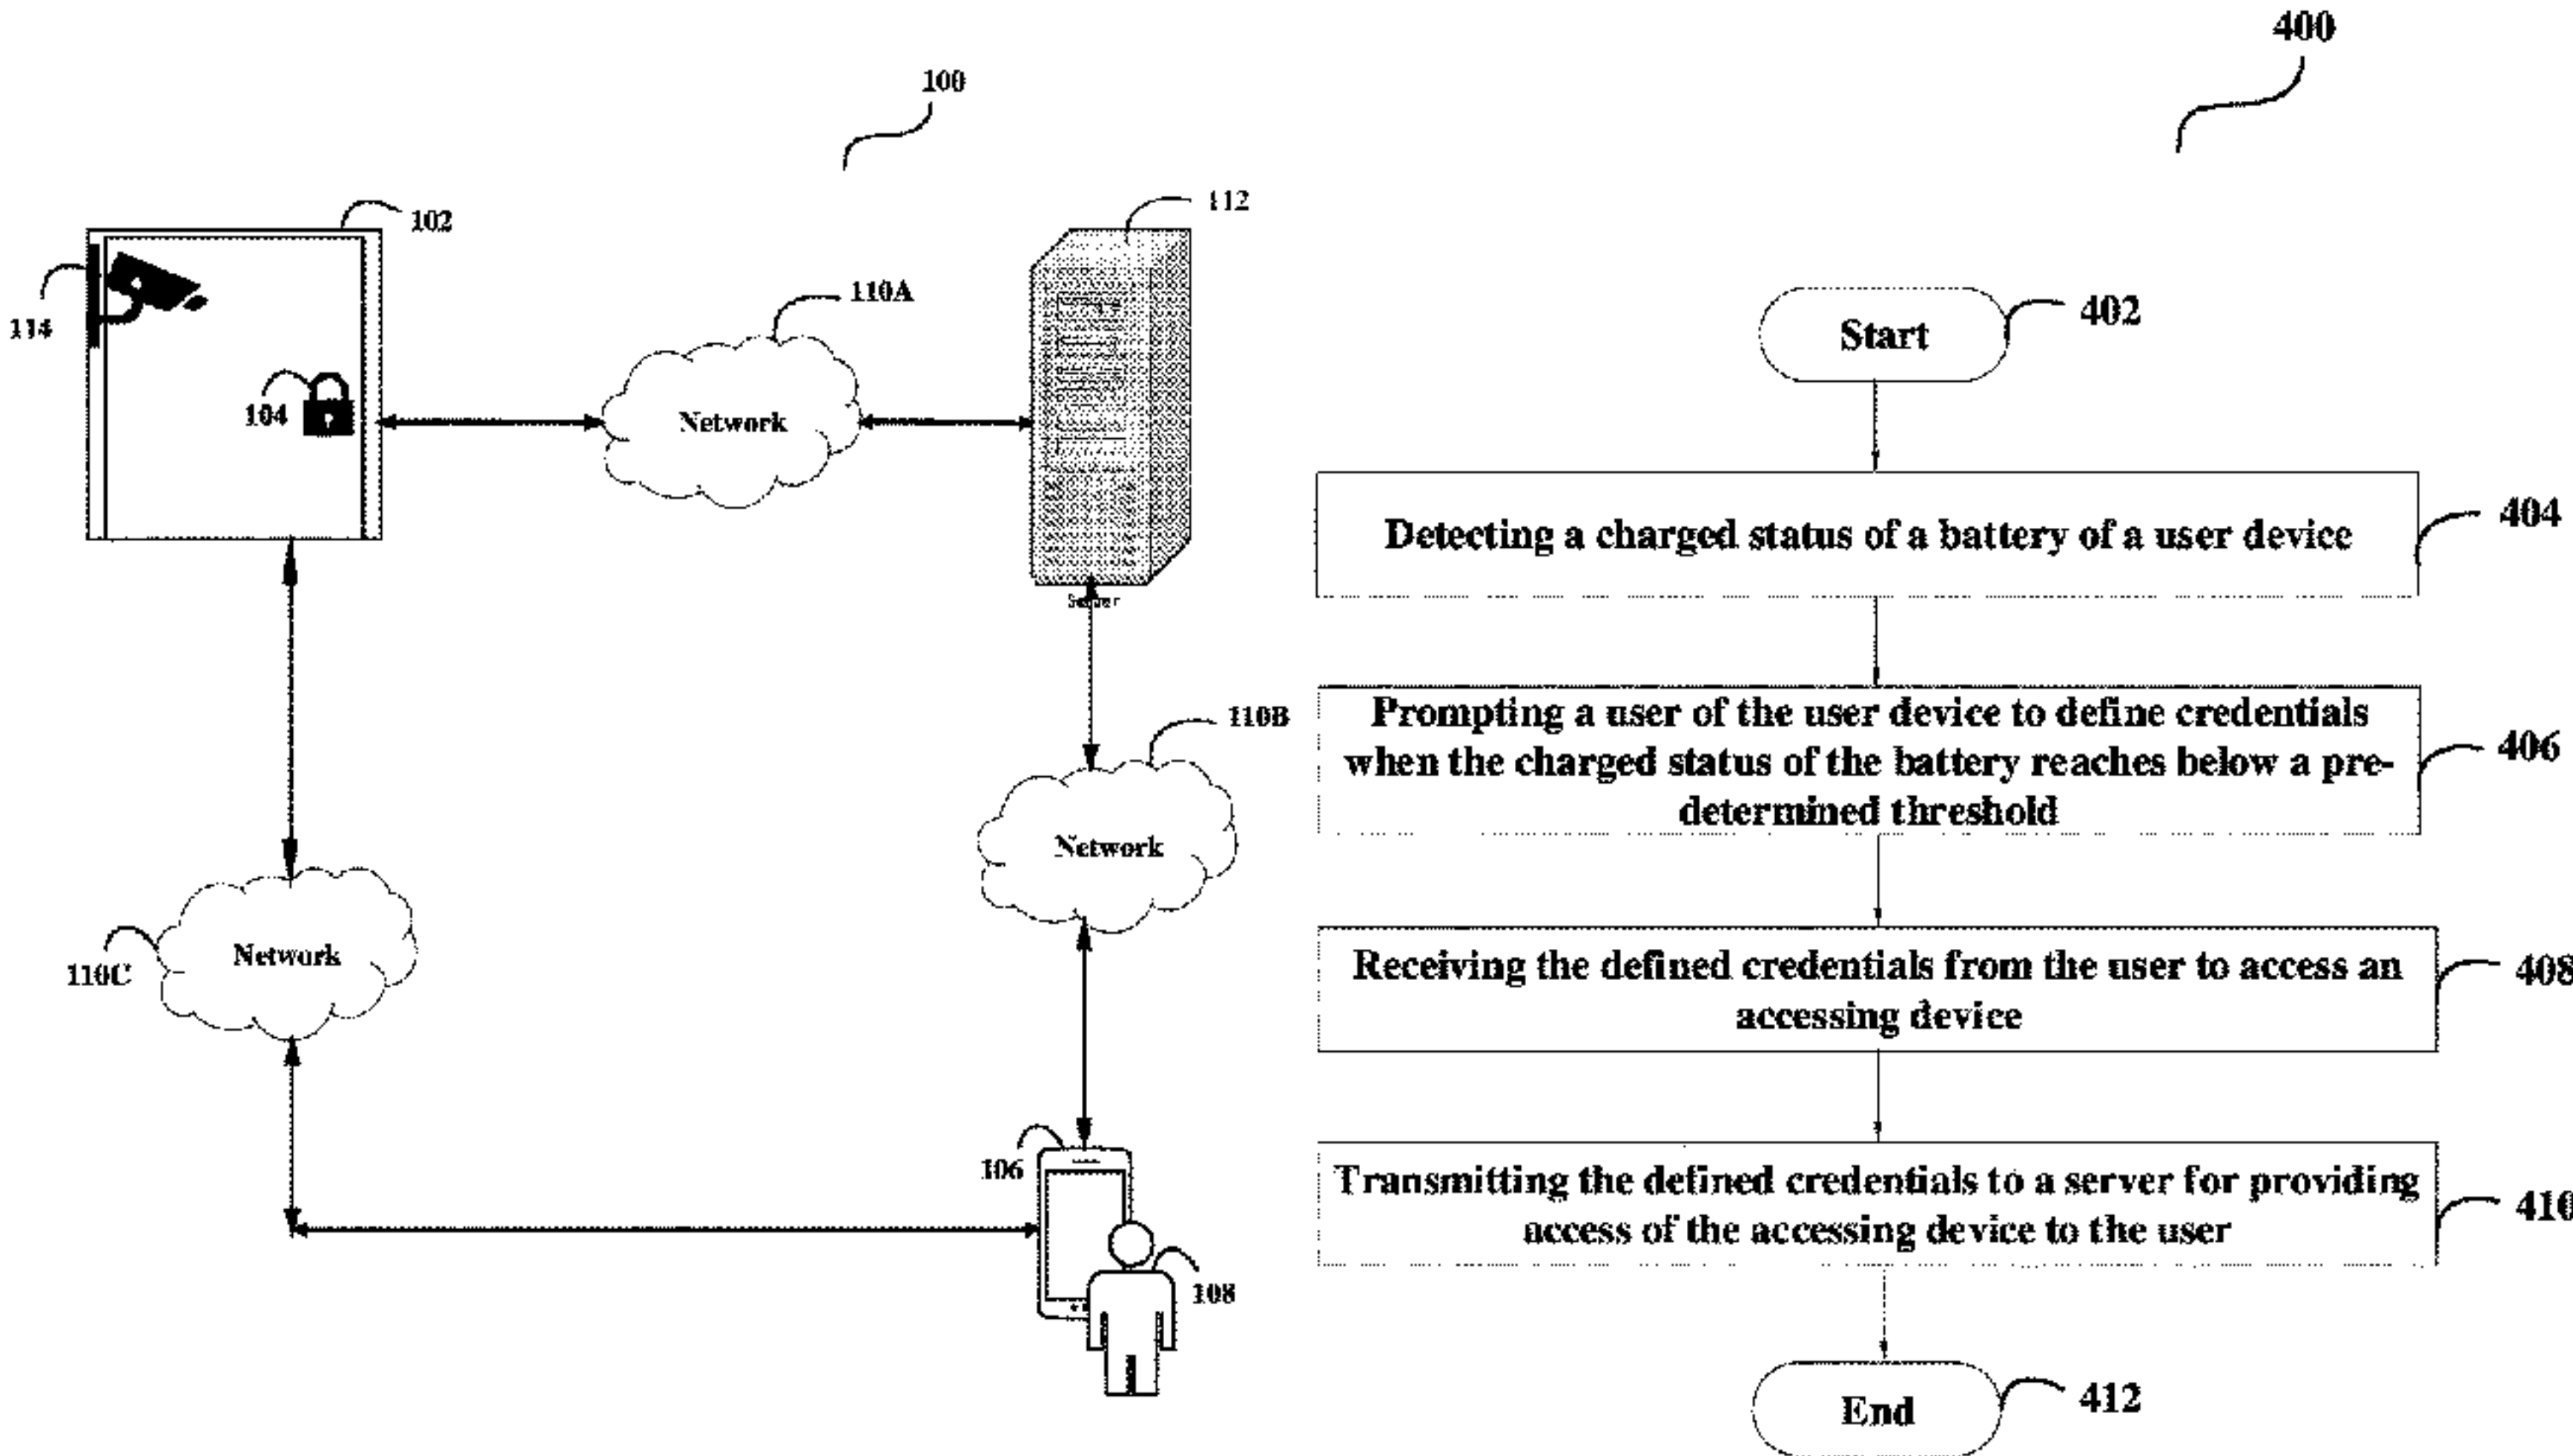 100
102
112
114
110A
104
Network
Server
110B
Network
110C
Network
106
108
400
Start
402
Detecting a charged status of a battery of a user device
404
Prompting a user of the user device to define credentials
when the charged status of the battery reaches below a pre-
determined threshold
406
Receiving the defined credentials from the user to access an
accessing device
408
Transmitting the defined credentials to a server for providing
access of the accessing device to the user
410
End
412